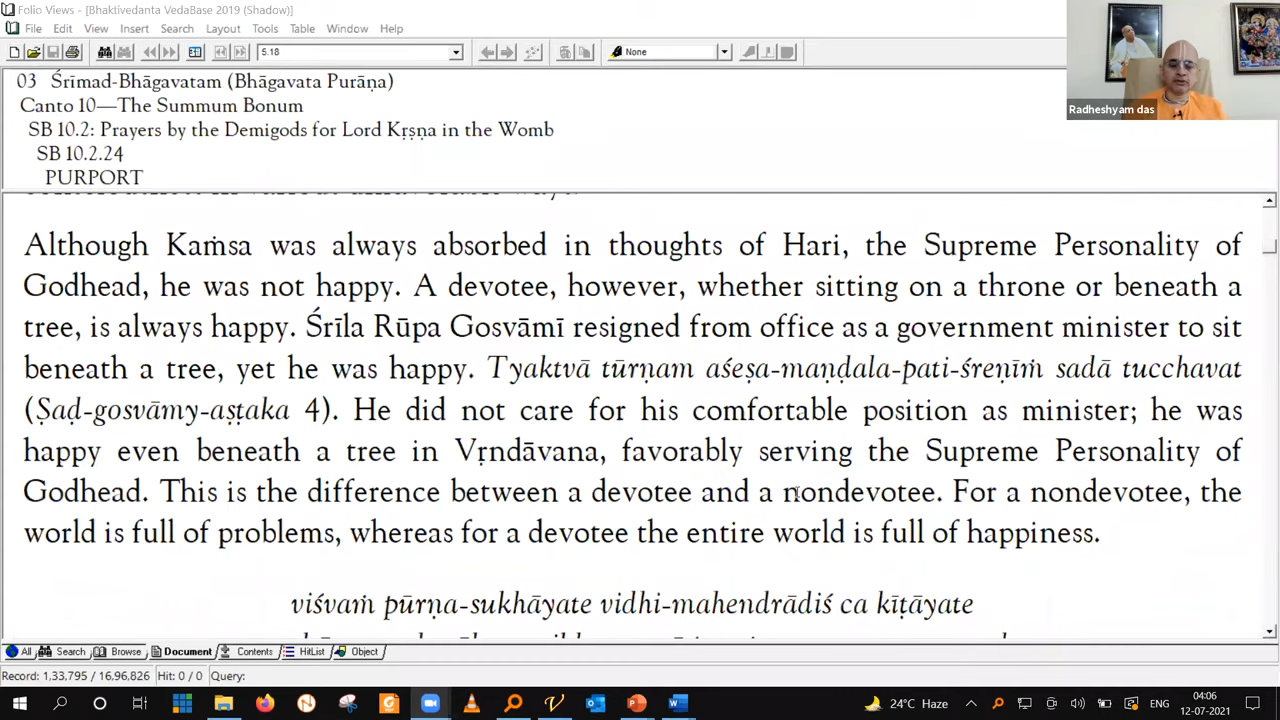 Folio Views - [Bhaktivedanta VedaBase 2019 (Shadow)]
File Edit View Insert Search Layout Tools Table Window Help
5.18
None
03 Śrīmad-Bhāgavatam (Bhāgavata Purāṇa)
Canto 10—The Summum Bonum
SB 10.2: Prayers by the Demigods for Lord Kṛṣṇa in the Womb
SB 10.2.24
PURPORT
Radheshyam das
Although Kaṁsa was always absorbed in thoughts of Hari, the Supreme Personality of
Godhead, he was not happy. A devotee, however, whether sitting on a throne or beneath a
tree, is always happy. Śrīla Rūpa Gosvāmī resigned from office as a government minister to sit
beneath a tree, yet he was happy. Tyaktvā tūrṇam aśeṣa-maṇḍala-pati-śreṇīṁ sadā tucchavat
(Ṣaḍ-gosvāmy-aṣṭaka 4). He did not care for his comfortable position as minister; he was
happy even beneath a tree in Vṛndāvana, favorably serving the Supreme Personality of
Godhead. This is the difference between a devotee and a nondevotee. For a nondevotee, the
world is full of problems, whereas for a devotee the entire world is full of happiness.
viśvaṁ pūrṇa-sukhāyate vidhi-mahendrādiś ca kīṭāyate
All Search Browse Document Contents HitList Object
Record: 1,33,795 / 16,96,826 Hit: 0 / 0 Query:
24°C Haze ENG 04:06
12-07-2021